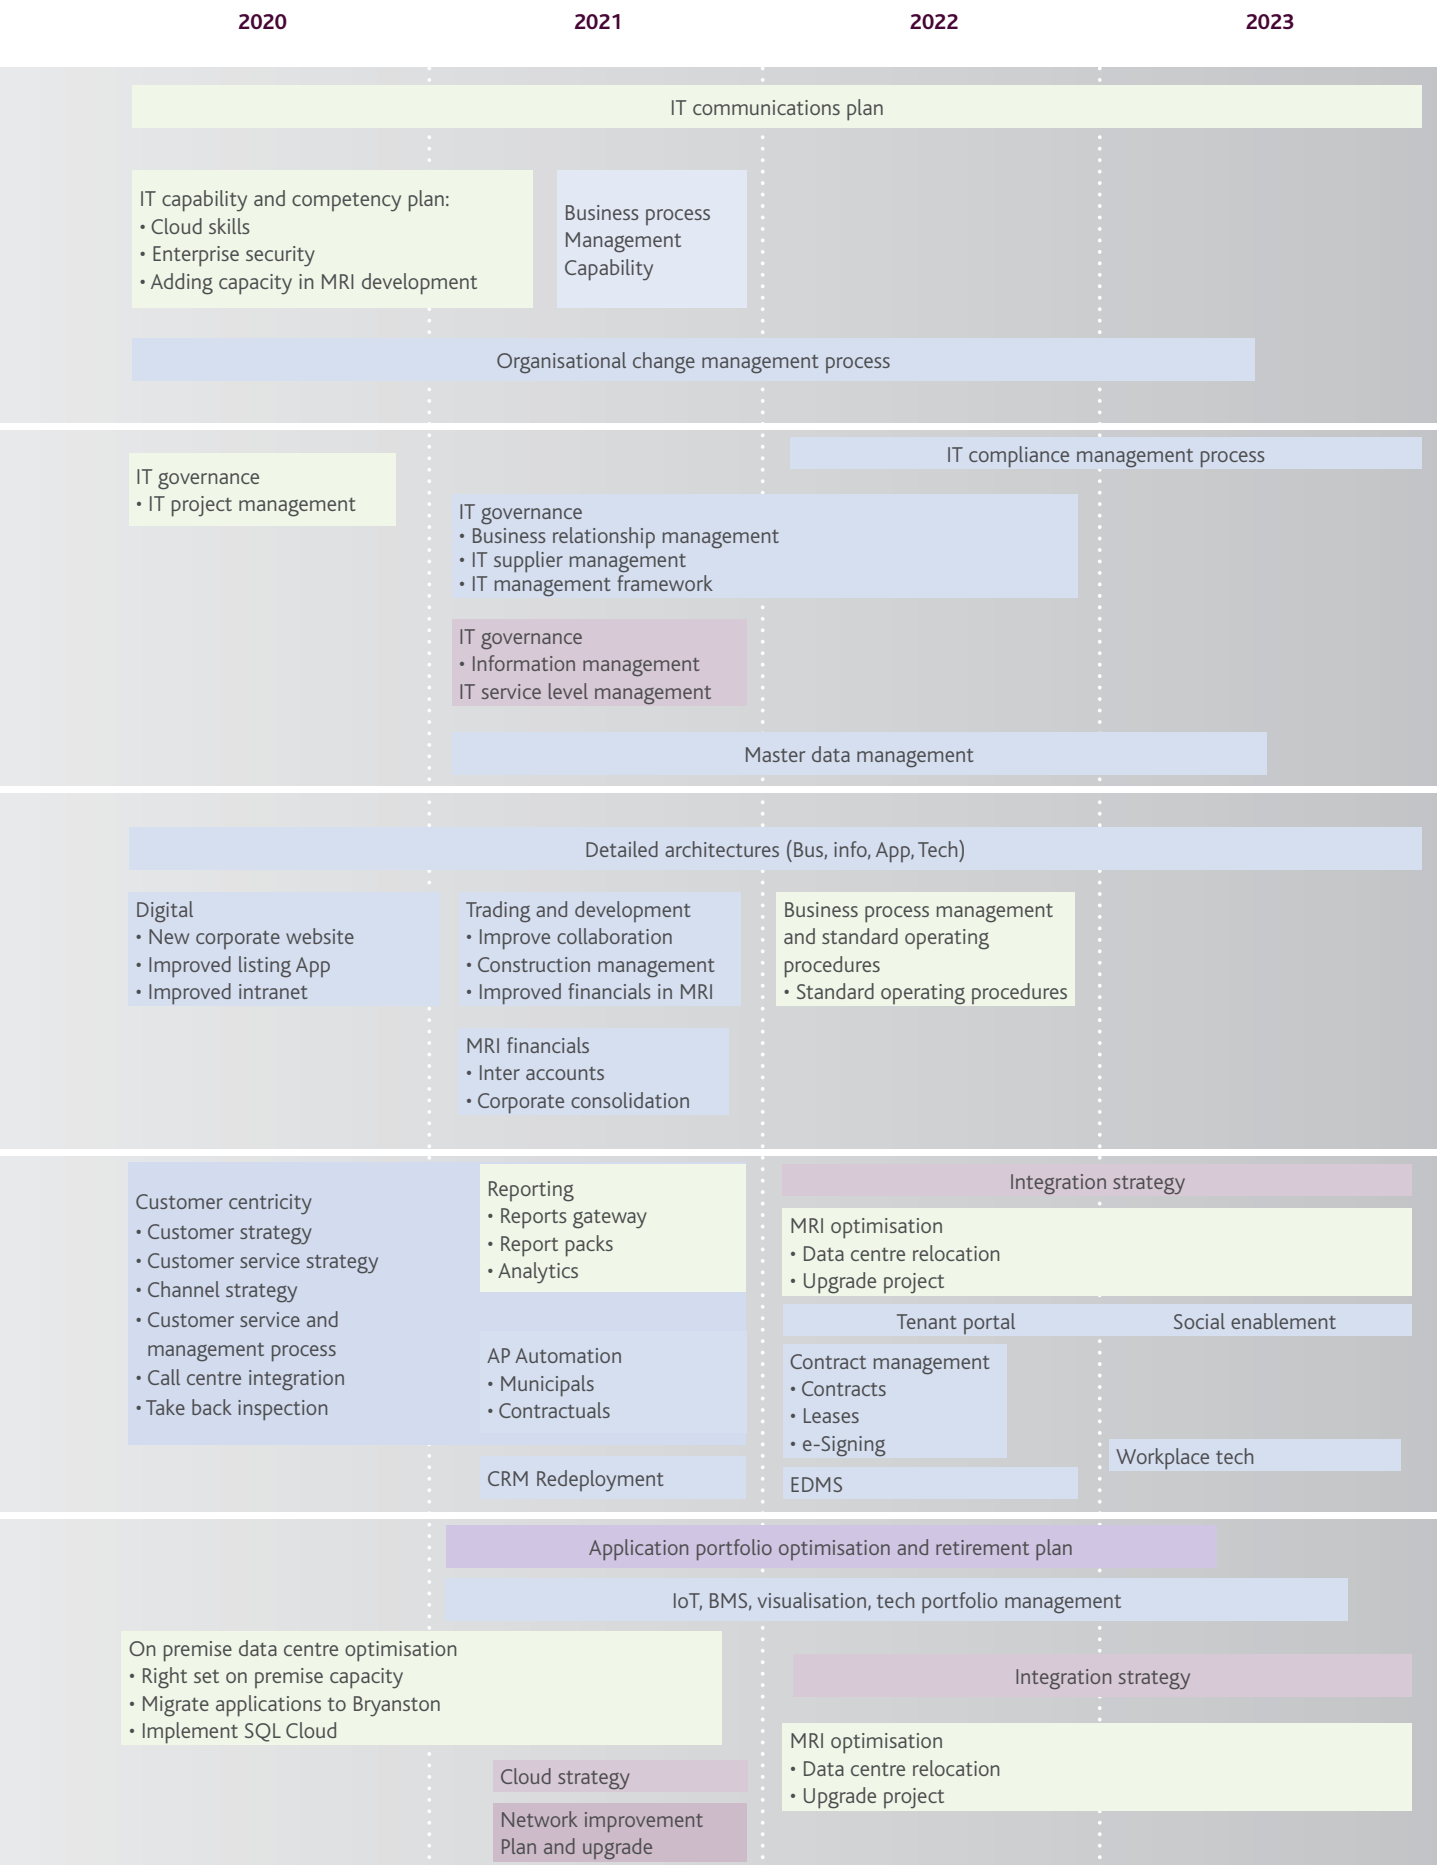 2020 2021 2022 2023
IT communications plan
IT capability and competency plan:
• Cloud skills
• Enterprise security
• Adding capacity in MRI development
Business process
Management
Capability
Organisational change management process
IT compliance management process
IT governance
• IT project management
IT governance
• Business relationship management
• IT supplier management
• IT management framework
IT governance
• Information management
IT service level management
Master data management
Detailed architectures (Bus, info, App, Tech)
Digital
• New corporate website
• Improved listing App
• Improved intranet
Trading and development
• Improve collaboration
• Construction management
• Improved financials in MRI
Business process management
and standard operating
procedures
• Standard operating procedures
MRI financials
• Inter accounts
• Corporate consolidation
Customer centricity
• Customer strategy
• Customer service strategy
• Channel strategy
• Customer service and
management process
• Call centre integration
• Take back inspection
Reporting
• Reports gateway
• Report packs
• Analytics
AP Automation
• Municipals
• Contractuals
CRM Redeployment
Integration strategy
MRI optimisation
• Data centre relocation
• Upgrade project
Tenant portal
Social enablement
Contract management
• Contracts
• Leases
• e-Signing
EDMS
Workplace tech
Application portfolio optimisation and retirement plan
IoT, BMS, visualisation, tech portfolio management
On premise data centre optimisation
• Right set on premise capacity
• Migrate applications to Bryanston
• Implement SQL Cloud
Cloud strategy
Network improvement
Plan and upgrade
Integration strategy
MRI optimisation
• Data centre relocation
• Upgrade project